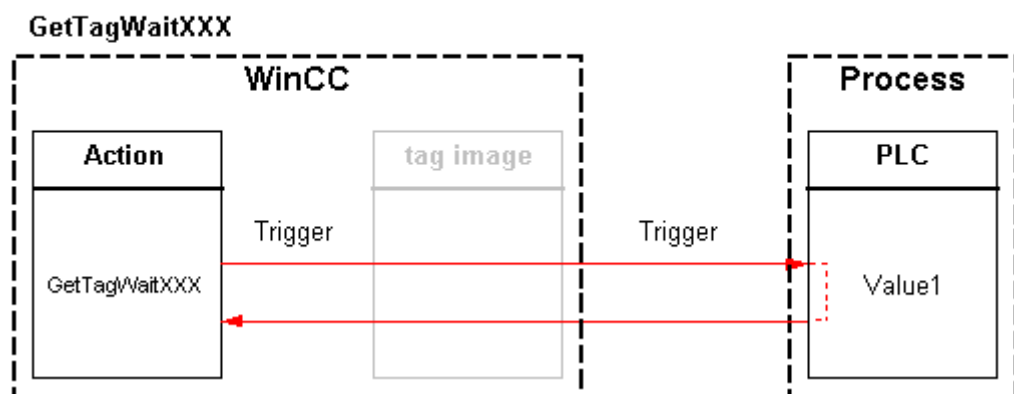 GetTagWaitXXX
WinCC
Process
Action
tag image
PLC
Trigger
Trigger
GetTagWaitXXX
Value1